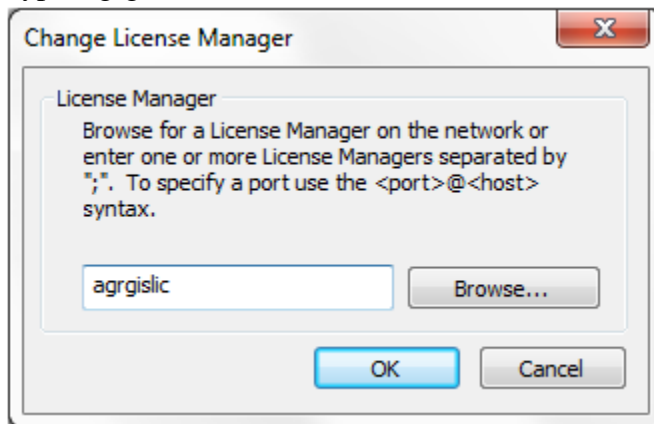 Change License Manager
License Manager
Browse for a License Manager on the network or
enter one or more License Managers separated by
";". To specify a port use the <port>@<host>
syntax.
agrgislic
Browse...
OK
Cancel